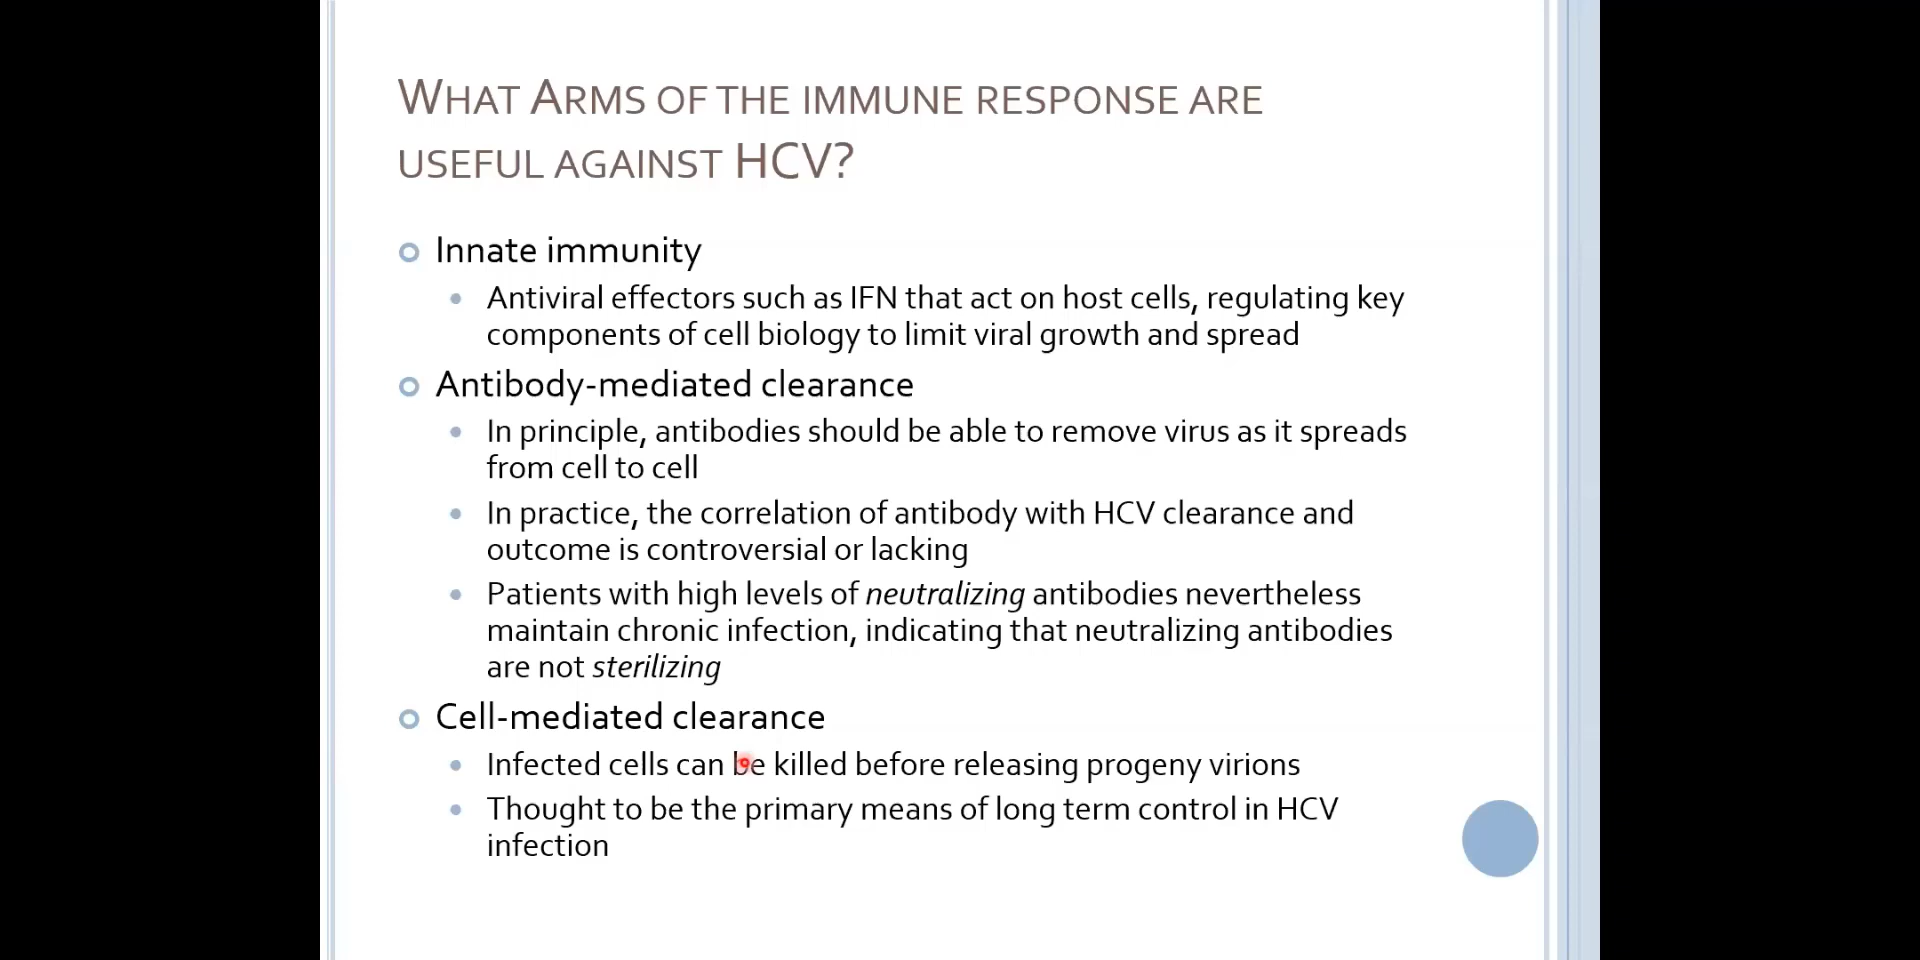 What Arms of the immune response are
useful against HCV?
Innate immunity
Antiviral effectors such as IFN that act on host cells, regulating key
components of cell biology to limit viral growth and spread
Antibody-mediated clearance
In principle, antibodies should be able to remove virus as it spreads
from cell to cell
In practice, the correlation of antibody with HCV clearance and
outcome is controversial or lacking
Patients with high levels of neutralizing antibodies nevertheless
maintain chronic infection, indicating that neutralizing antibodies
are not sterilizing
Cell-mediated clearance
Infected cells can be killed before releasing progeny virions
Thought to be the primary means of long term control in HCV
infection